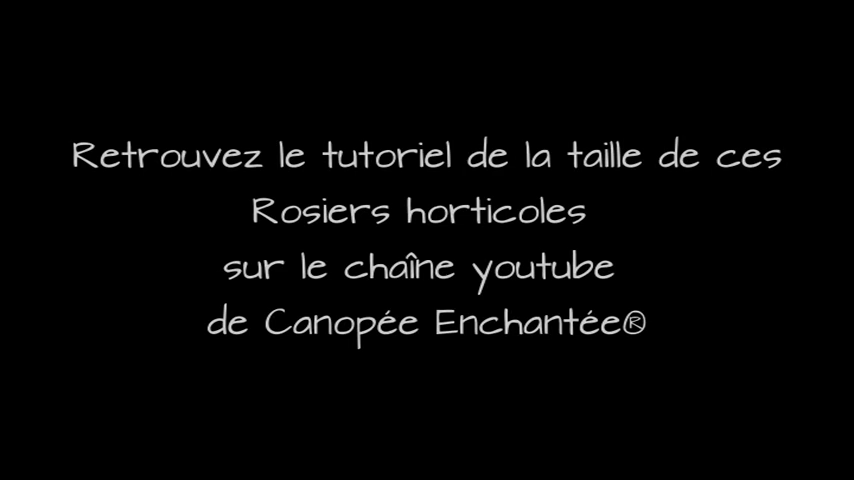 Retrouvez le tutoriel de la taille de ces
Rosiers horticoles
sur le chaîne youtube
de Canopée Enchantée®